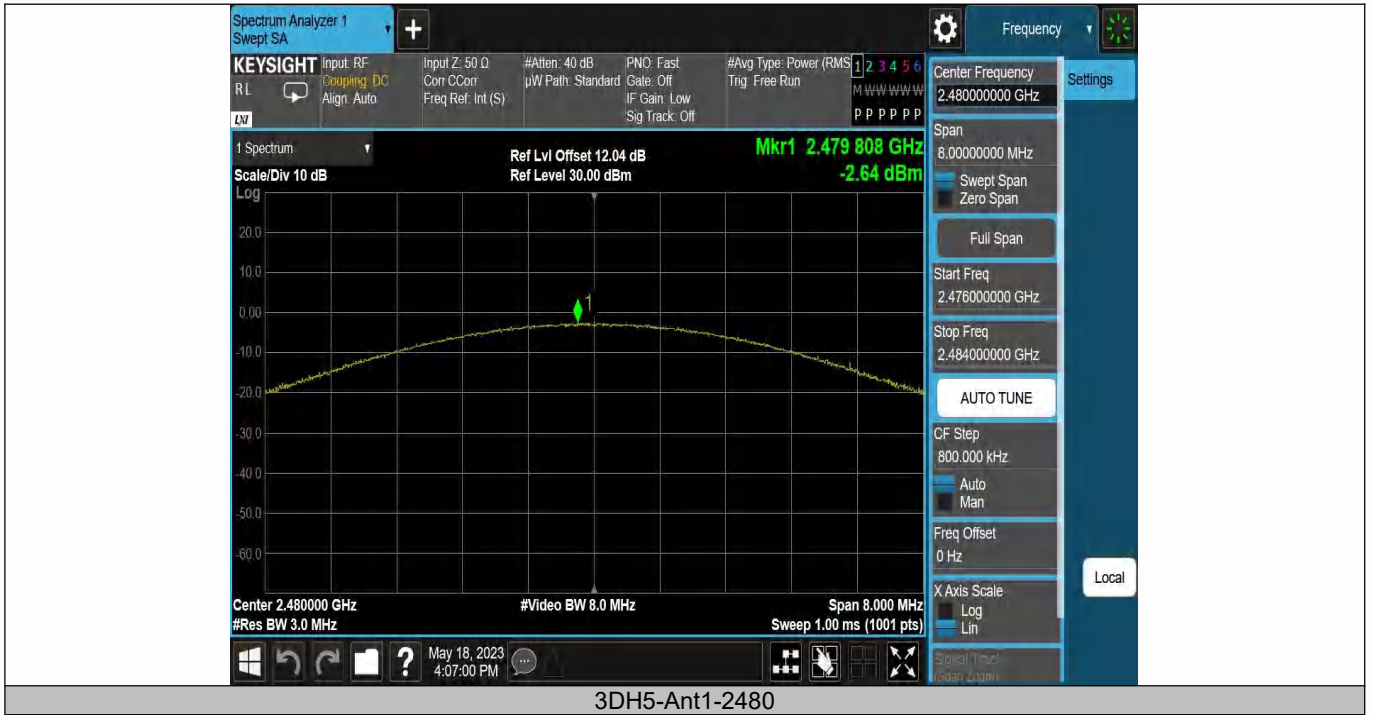 Spectrum Analyzer 1
Swept SA
+
Frequency
KEYSIGHT
RL
LXI
Input: RF
Coupling: DC
Align: Auto
Input Z: 50 Ω
Corr CCorr
Freq Ref: Int (S)
#Atten: 40 dB
µW Path: Standard
PNO: Fast
Gate: Off
IF Gain: Low
Sig Track: Off
#Avg Type: Power (RMS
Trig: Free Run
1 2 3 4 5 6
M W W W W W
P P P P P P
Center Frequency
2.480000000 GHz
Settings
Span
8.00000000 MHz
Swept Span
Zero Span
Full Span
Start Freq
2.476000000 GHz
Stop Freq
2.484000000 GHz
AUTO TUNE
CF Step
800.000 kHz
Auto
Man
Freq Offset
0 Hz
X Axis Scale
Log
Lin
Signal Track
(Span Zoom)
Local
1 Spectrum
Scale/Div 10 dB
Log
Ref Lvl Offset 12.04 dB
Ref Level 30.00 dBm
Mkr1 2.479 808 GHz
-2.64 dBm
20.0
10.0
0.00
-10.0
-20.0
-30.0
-40.0
-50.0
-60.0
1
Center 2.480000 GHz
#Res BW 3.0 MHz
#Video BW 8.0 MHz
Span 8.000 MHz
Sweep 1.00 ms (1001 pts)
?
May 18, 2023
4:07:00 PM
3DH5-Ant1-2480